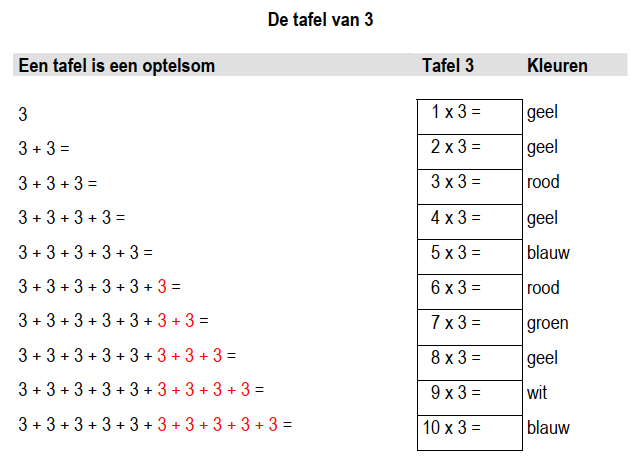 De tafel van 3
Een tafel is een optelsom Tafel 3 Kleuren
3 1 x 3 = geel
3 + 3 = 2 x 3 = geel
3 + 3 + 3 = 3 x 3 = rood
3 + 3 + 3 + 3 = 4 x 3 = geel
3 + 3 + 3 + 3 + 3 = 5 x 3 = blauw
3 + 3 + 3 + 3 + 3 + 3 = 6 x 3 = rood
3 + 3 + 3 + 3 + 3 + 3 + 3 = 7 x 3 = groen
3 + 3 + 3 + 3 + 3 + 3 + 3 + 3 = 8 x 3 = geel
3 + 3 + 3 + 3 + 3 + 3 + 3 + 3 + 3 = 9 x 3 = wit
3 + 3 + 3 + 3 + 3 + 3 + 3 + 3 + 3 + 3 = 10 x 3 = blauw